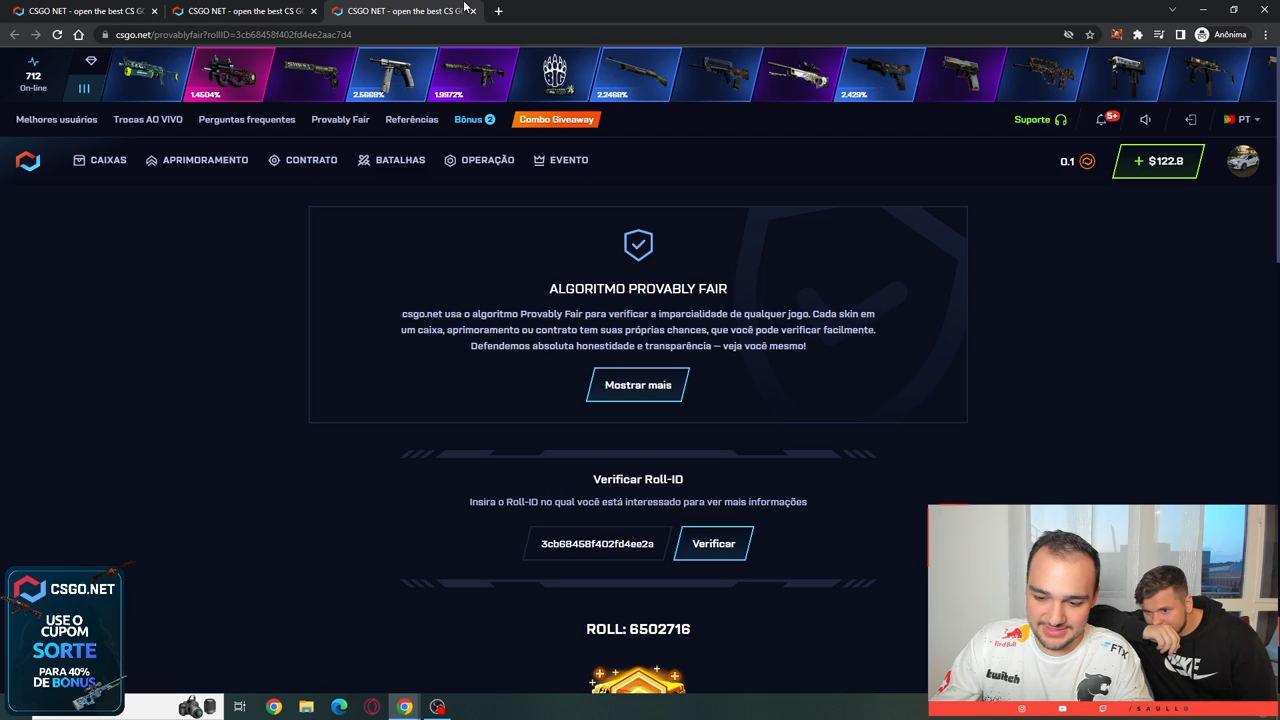 CSGO NET - open the best CS G
CSGO NET - open the best CS G
CSGO NET - open the best CS G
csgo.net/provablyfair?rollID=3cb68458f402fd4ee2aac7d4
Anônima
712
On-line
1.4504%
2.5668%
1.9972%
2.2468%
2.429%
Melhores usuários
Trocas AO VIVO
Perguntas frequentes
Provably Fair
Referências
Bônus 2
Combo Giveaway
Suporte
5+
PT
CAIXAS
APRIMORAMENTO
CONTRATO
BATALHAS
OPERAÇÃO
EVENTO
0.1
+ $122.8
ALGORITMO PROVABLY FAIR
csgo.net usa o algoritmo Provably Fair para verificar a imparcialidade de qualquer jogo. Cada skin em
um caixa, aprimoramento ou contrato tem suas próprias chances, que você pode verificar facilmente.
Defendemos absoluta honestidade e transparência — veja você mesmo!
Mostrar mais
Verificar Roll-ID
Insira o Roll-ID no qual você está interessado para ver mais informações
3cb68458f402fd4ee2a
Verificar
ROLL: 6502716
CSGO.NET
USE O
CUPOM
SORTE
PARA 40%
DE BONUS
Red Bull
FTX
twitch
NIKE
/ S A U L L O